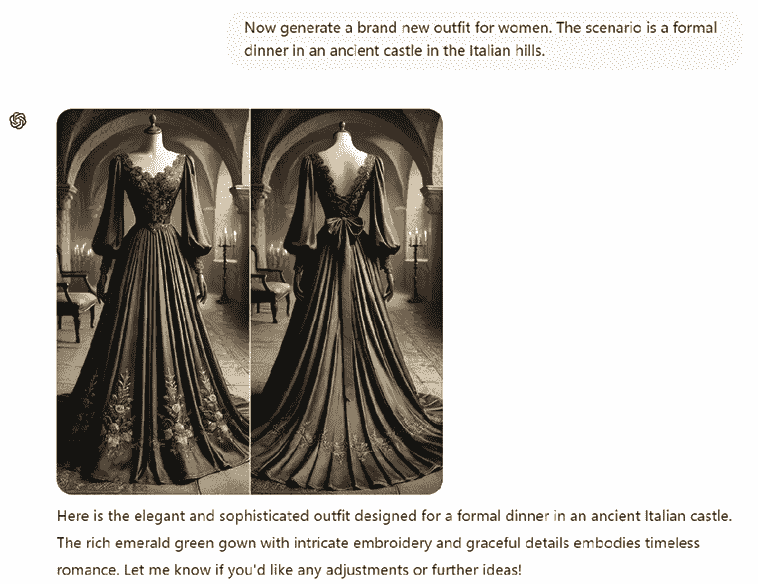 Now generate a brand new outfit for women. The scenario is a formal
dinner in an ancient castle in the Italian hills.
Here is the elegant and sophisticated outfit designed for a formal dinner in an ancient Italian castle.
The rich emerald green gown with intricate embroidery and graceful details embodies timeless
romance. Let me know if you'd like any adjustments or further ideas!